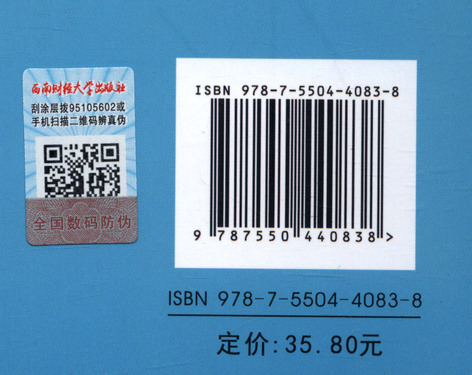 西南财经大学出版社
刮涂层拨95105602或
手机扫描二维码辨真伪
全国数码防伪
ISBN 978-7-5504-4083-8
9 787550 440838 >
ISBN 978-7-5504-4083-8
定价:35.80元